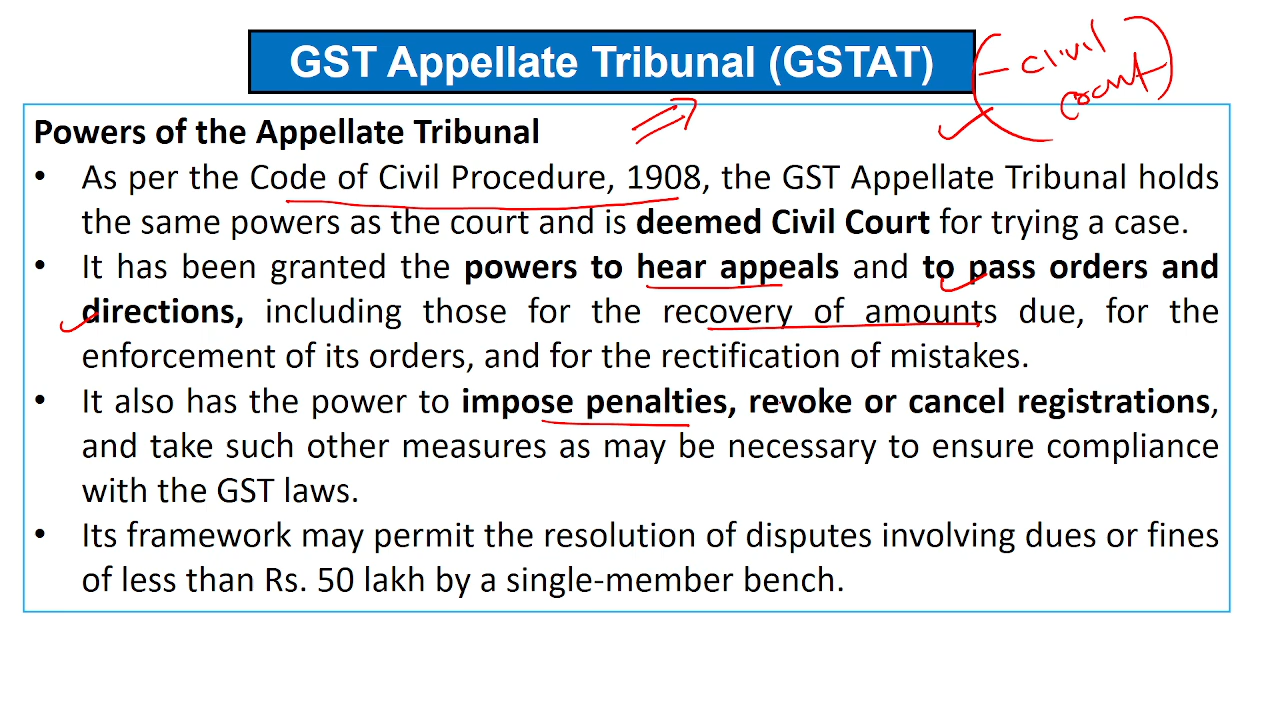 GST Appellate Tribunal (GSTAT)
- civil
court
Powers of the Appellate Tribunal
• As per the Code of Civil Procedure, 1908, the GST Appellate Tribunal holds
the same powers as the court and is deemed Civil Court for trying a case.
• It has been granted the powers to hear appeals and to pass orders and
directions, including those for the recovery of amounts due, for the
enforcement of its orders, and for the rectification of mistakes.
• It also has the power to impose penalties, revoke or cancel registrations,
and take such other measures as may be necessary to ensure compliance
with the GST laws.
• Its framework may permit the resolution of disputes involving dues or fines
of less than Rs. 50 lakh by a single-member bench.